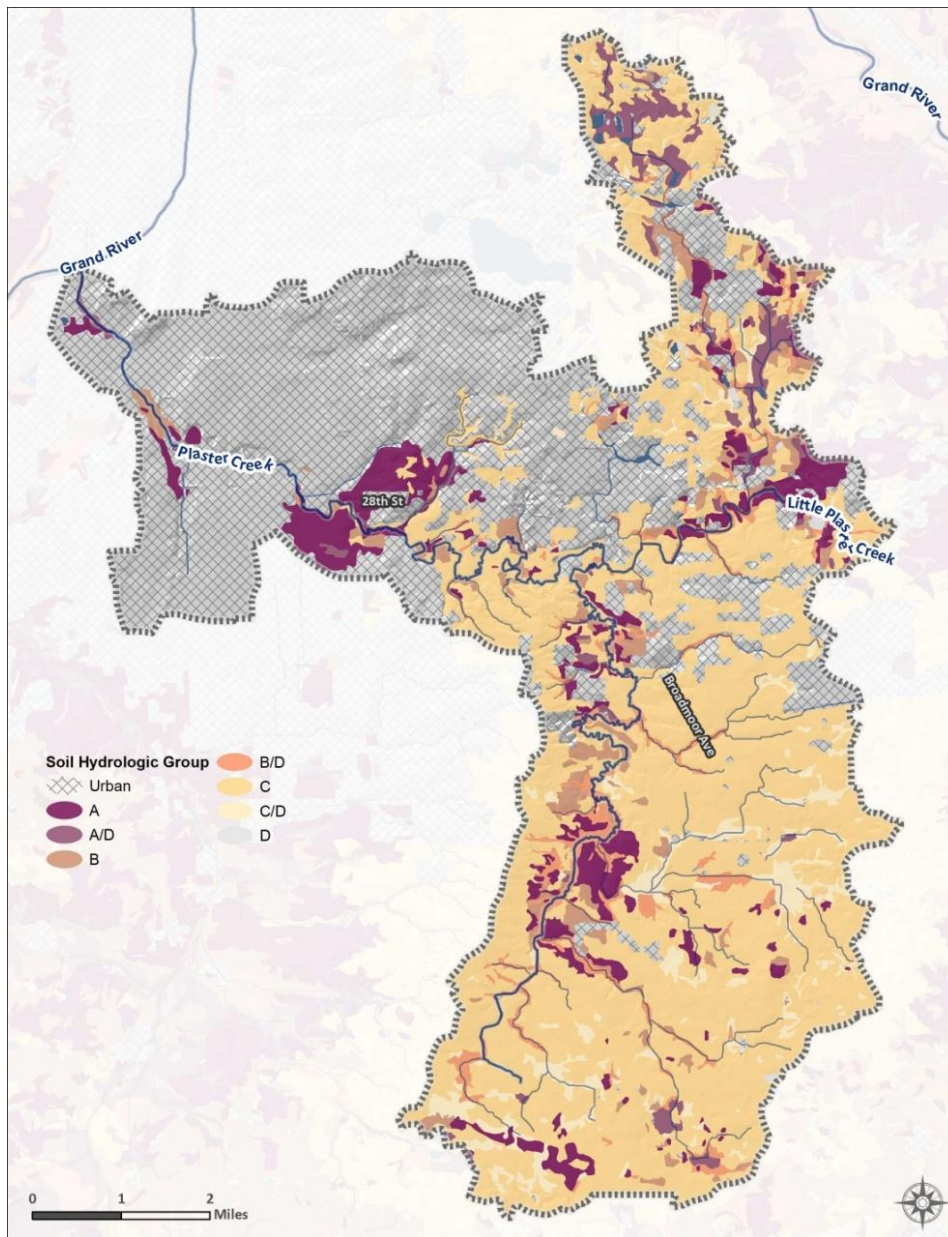 Grand River
Grand River
Plaster Creek
28th St
Little Plas
Creek
Broadmoor Ave
Soil Hydrologic Group
Urban
A
A/D
B
B/D
C
C/D
D
0 1 2
Miles